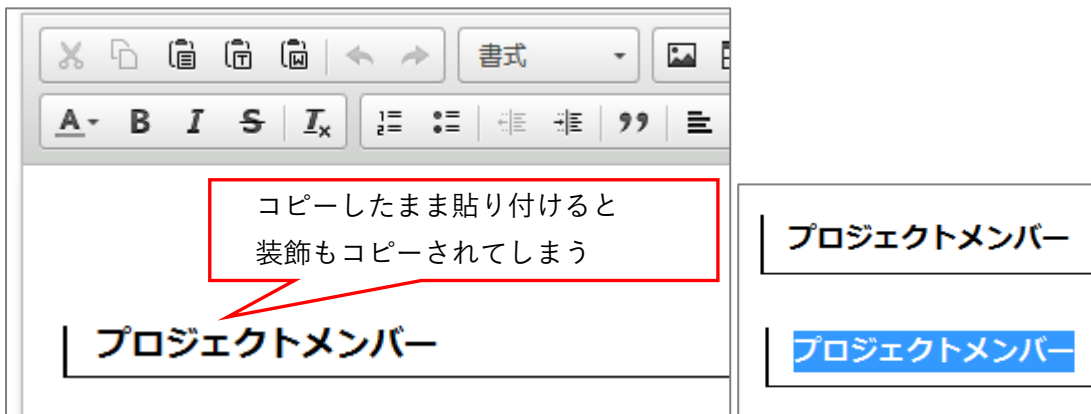 書式
A B I S Ix
コピーしたまま貼り付けると
装飾もコピーされてしまう
プロジェクトメンバー
プロジェクトメンバー
プロジェクトメンバー